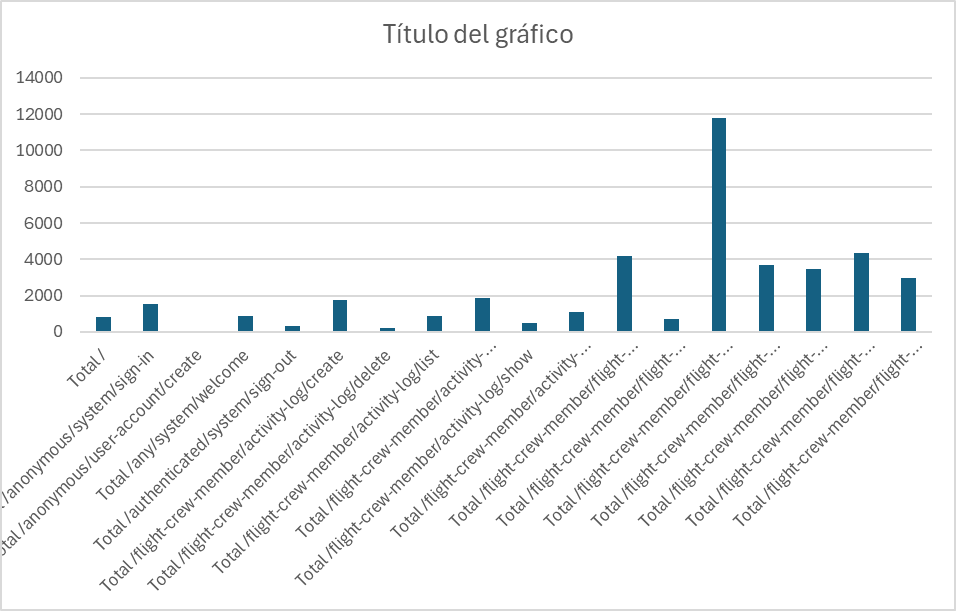 Título del gráfico
14000
12000
10000
8000
6000
4000
2000
0
Total /
/anonymous/system/sign-in
/anonymous/user-account/create
Total /any/system/welcome
Total /authenticated/system/sign-out
Total /flight-crew-member/activity-log/create
Total /flight-crew-member/activity-log/delete
Total /flight-crew-member/activity-log/list
Total /flight-crew-member/activity-...
Total /flight-crew-member/activity-log/show
Total /flight-crew-member/activity-...
Total /flight-crew-member/flight-...
Total /flight-crew-member/flight-...
Total /flight-crew-member/flight-...
Total /flight-crew-member/flight-...
Total /flight-crew-member/flight-...
Total /flight-crew-member/flight-...
Total /flight-crew-member/flight-...